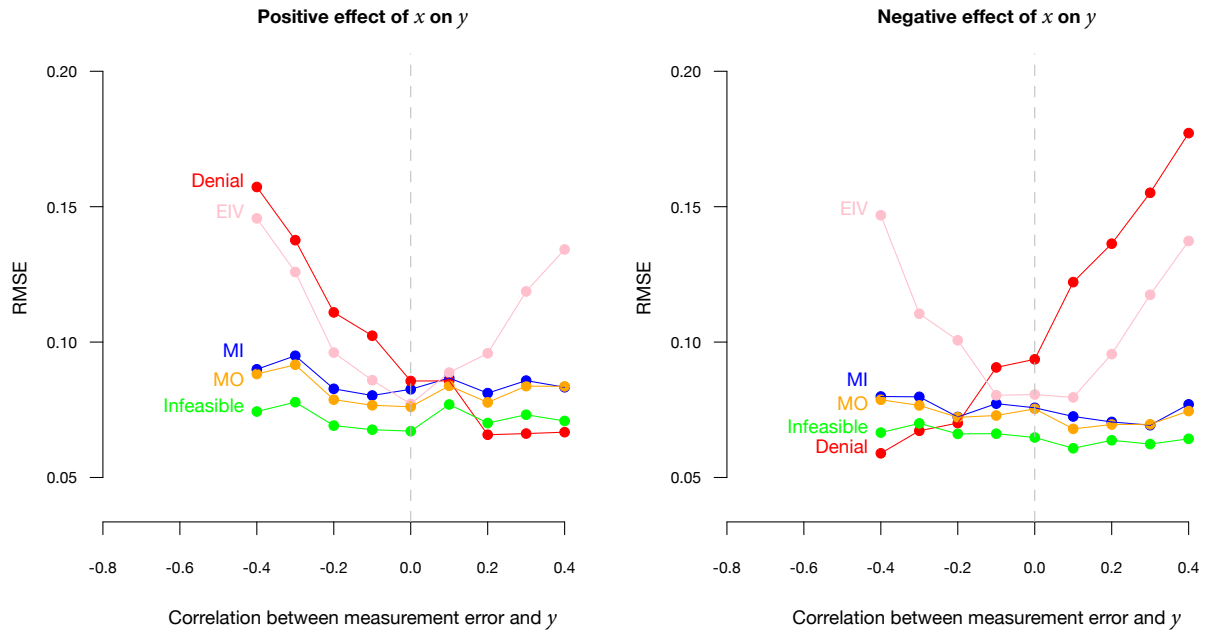 Positive effect of x on y
0.20
0.15
0.10
0.05
RMSE
Denial
EIV
MI
MO
Infeasible
-0.8 -0.6 -0.4 -0.2 0.0 0.2 0.4
Correlation between measurement error and y
Negative effect of x on y
0.20
0.15
0.10
0.05
RMSE
EIV
MI
MO
Infeasible
Denial
-0.8 -0.6 -0.4 -0.2 0.0 0.2 0.4
Correlation between measurement error and y